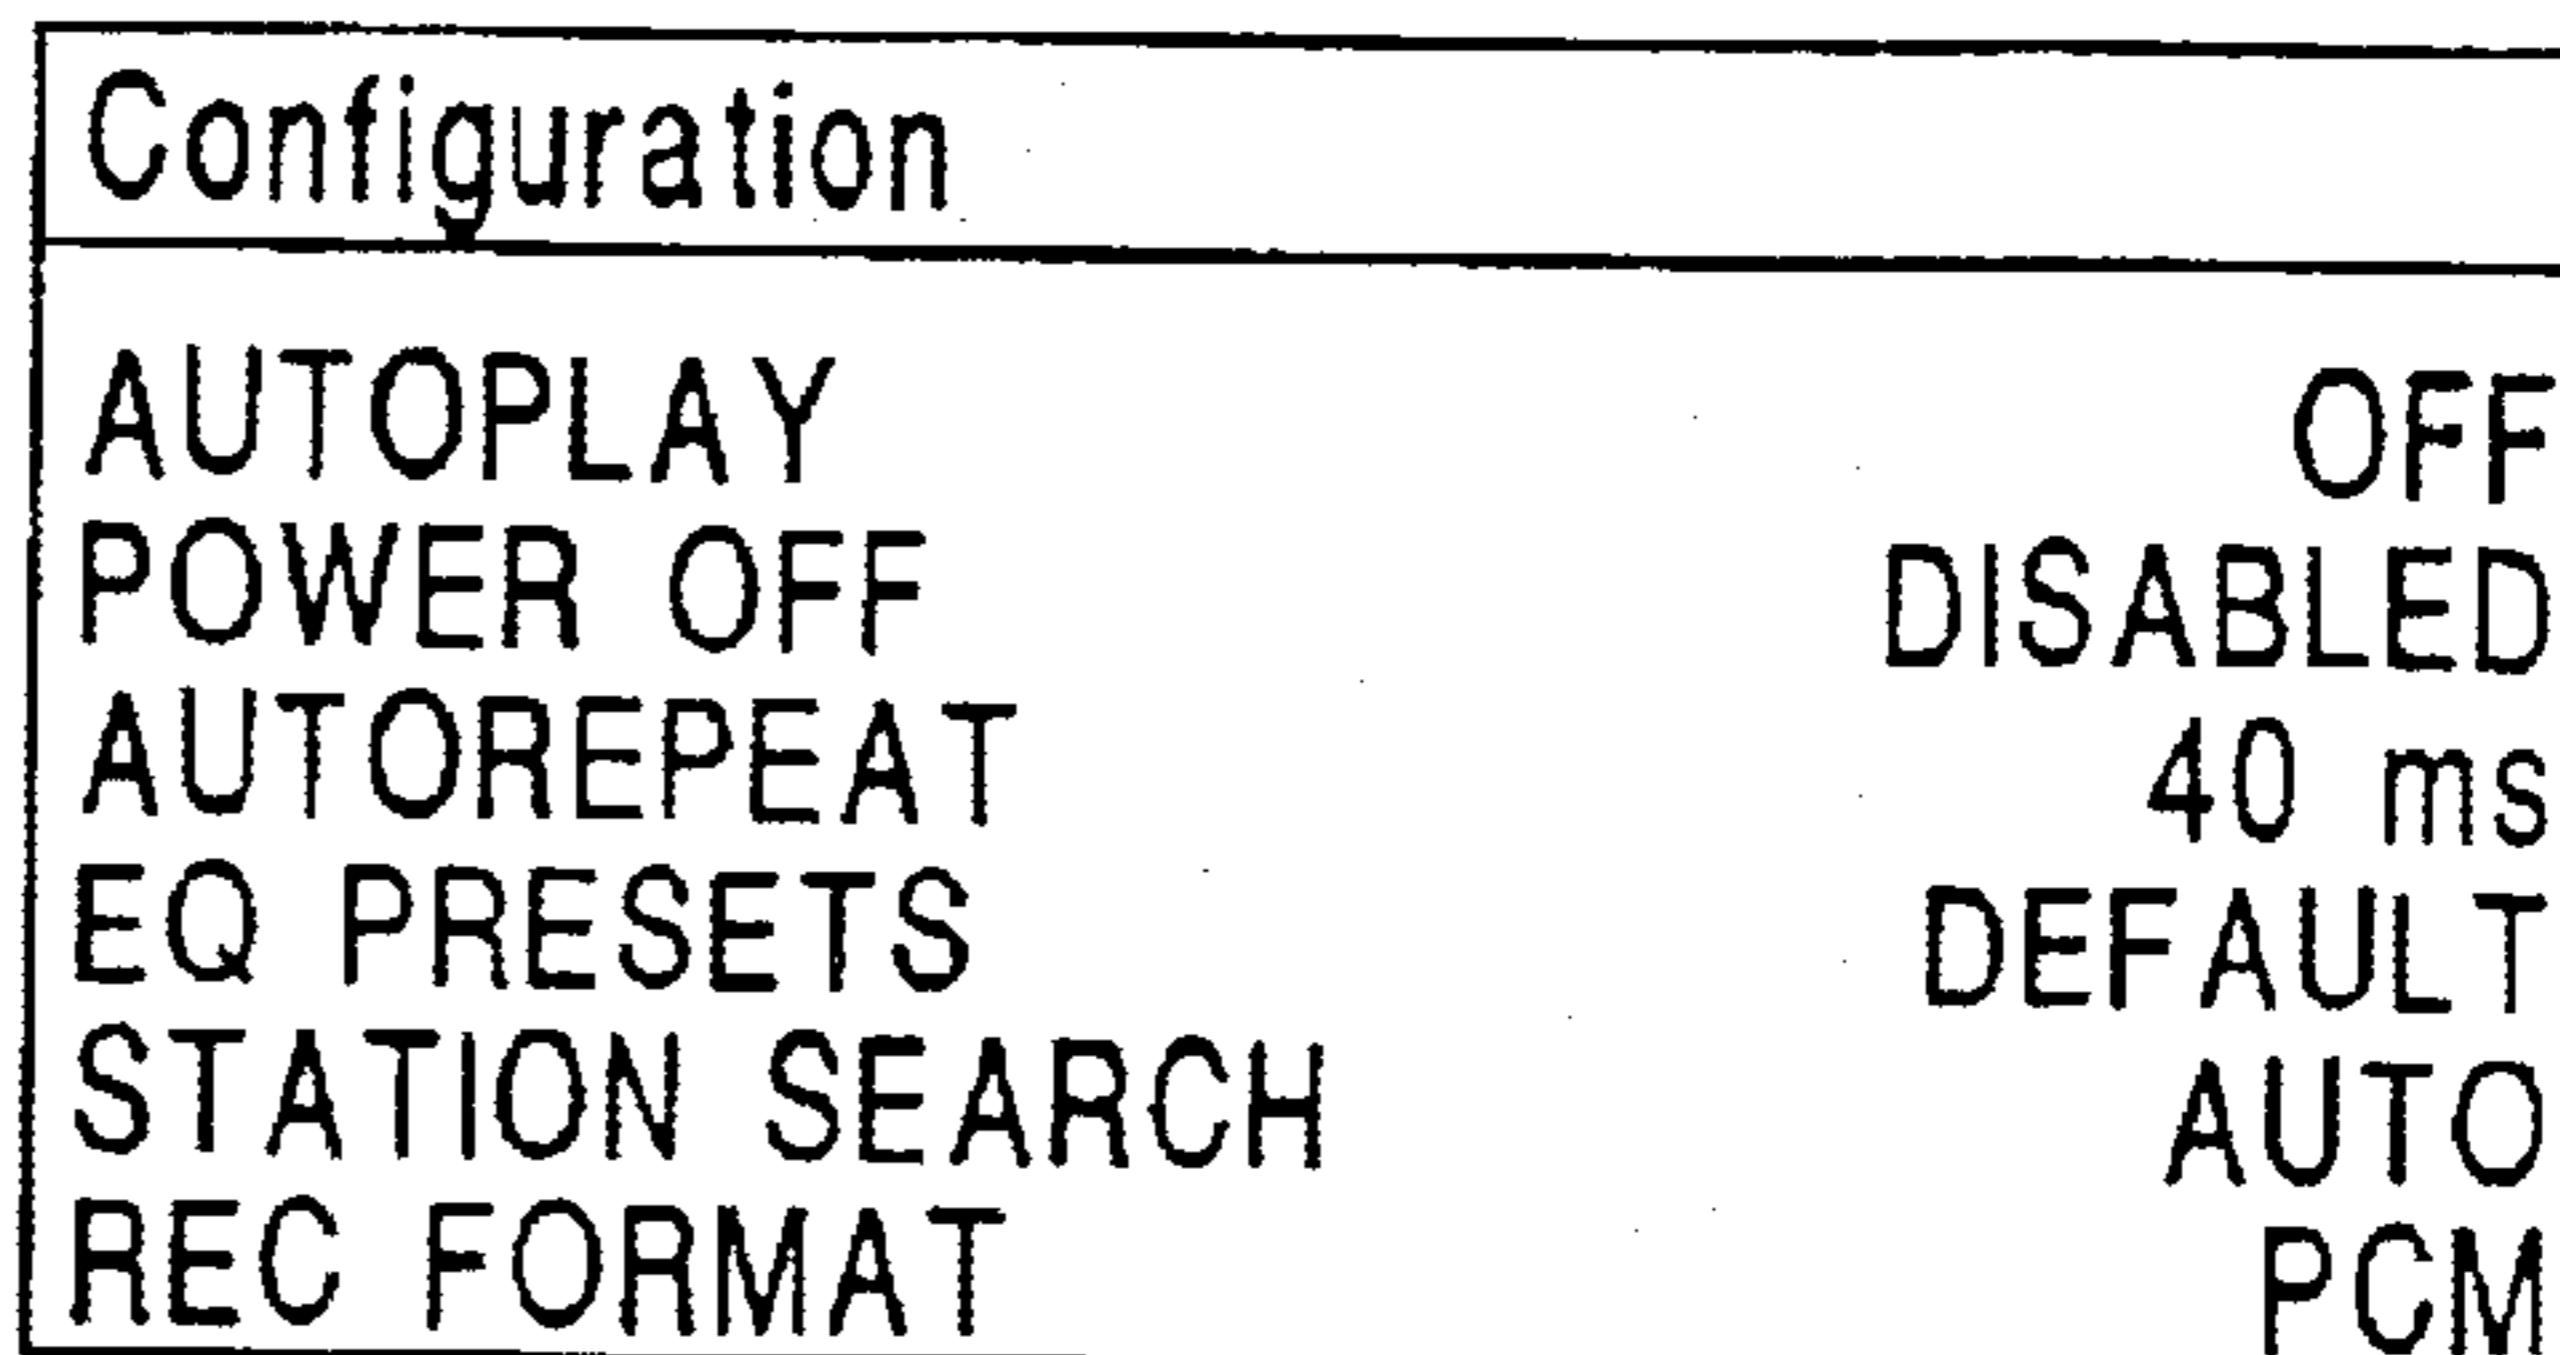 Configuration
AUTOPLAY OFF
POWER OFF DISABLED
AUTOREPEAT 40 ms
EQ PRESETS DEFAULT
STATION SEARCH AUTO
REC FORMAT PCM